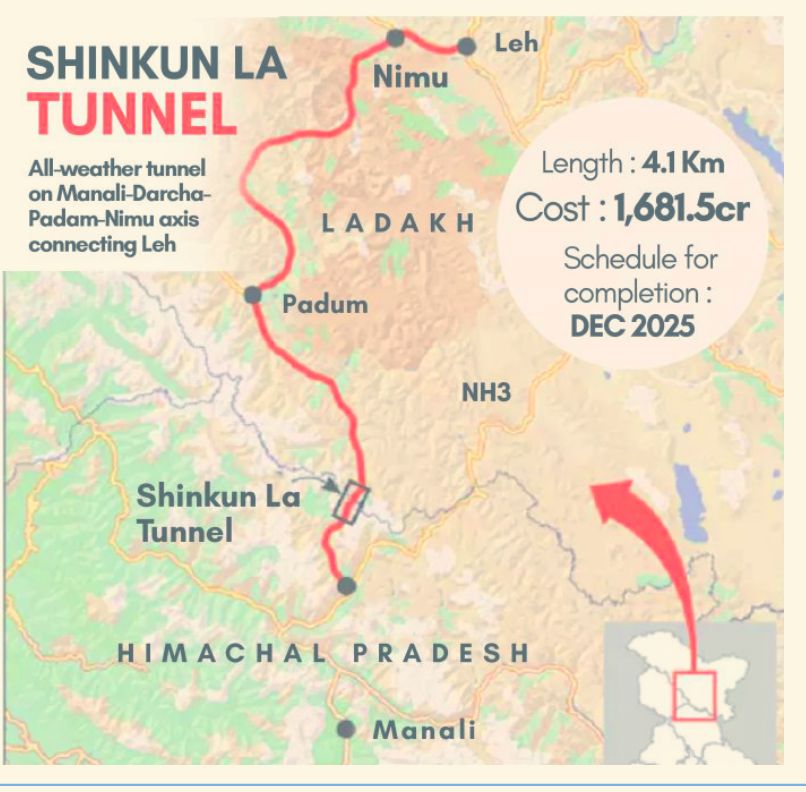 SHINKUN LA
TUNNEL
All-weather tunnel
on Manali-Darcha-
Padam-Nimu axis
connecting Leh
Nimu
Leh
Length : 4.1 Km
Cost : 1,681.5cr
Schedule for
completion :
DEC 2025
LADAKH
Padum
NH3
Shinkun La
Tunnel
HIMACHAL PRADESH
Manali